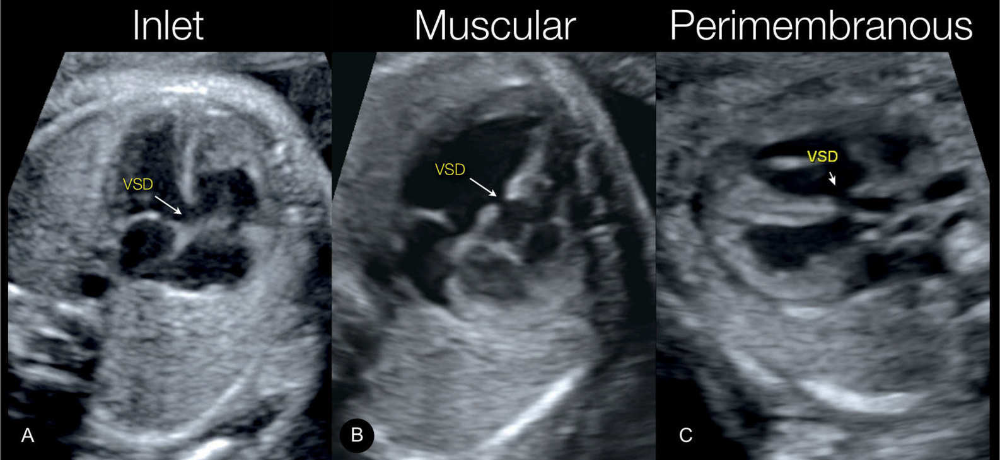 Inlet
Muscular
Perimembranous
VSD
VSD
VSD
A
B
C